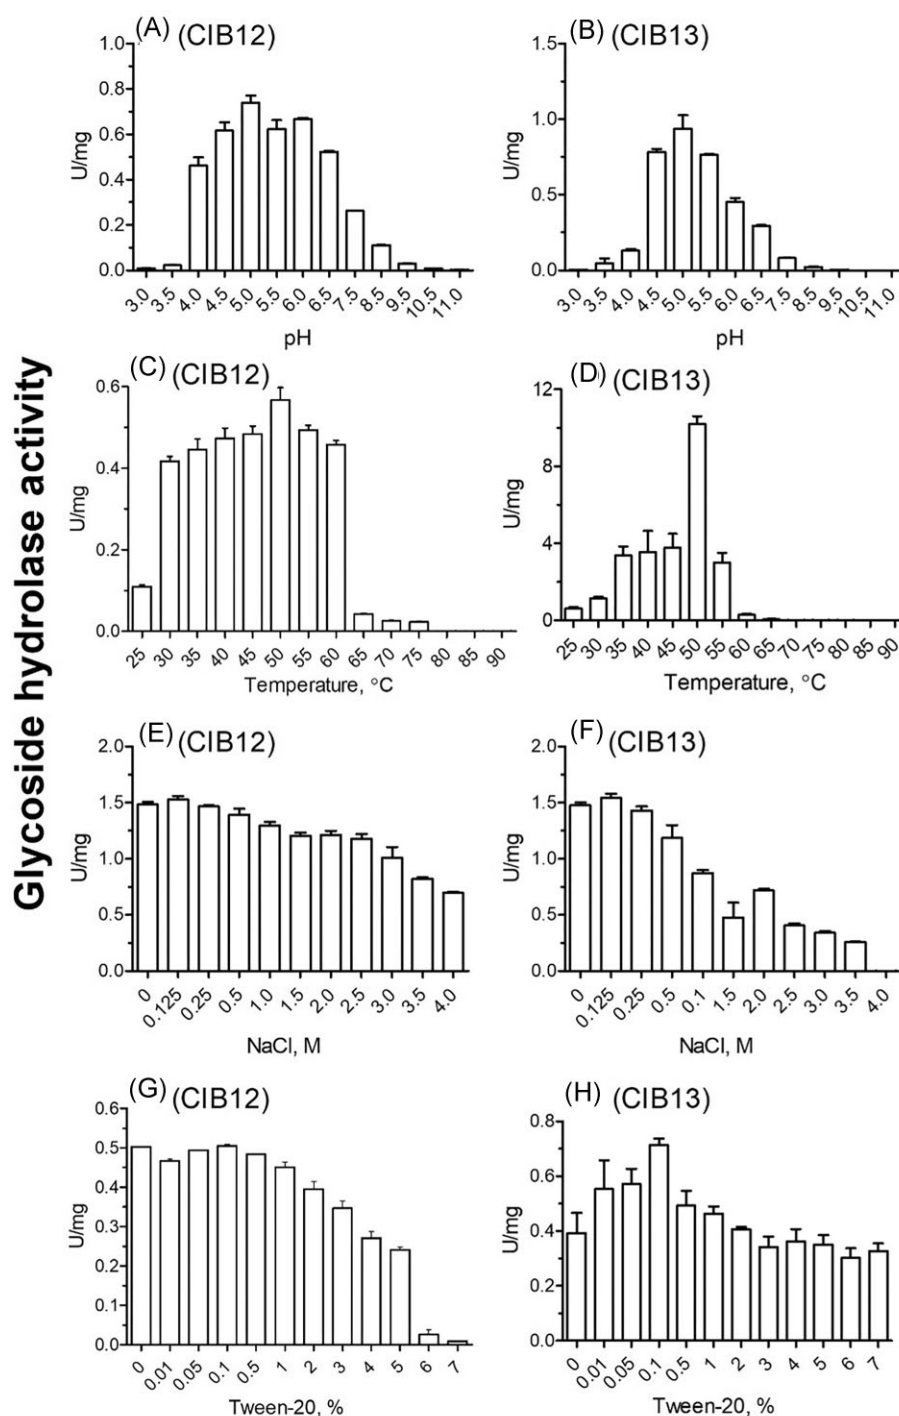 Glycoside hydrolase activity
(A) (CIB12)
U/mg
1.0
0.8
0.6
0.4
0.2
0.0
3.0 3.5 4.0 4.5 5.0 5.5 6.0 6.5 7.5 8.5 9.5 10.5 11.0
pH
(B) (CIB13)
U/mg
1.5
1.0
0.5
0.0
3.0 3.5 4.0 4.5 5.0 5.5 6.0 6.5 7.5 8.5 9.5 10.5 11.0
pH
(C) (CIB12)
U/mg
0.6
0.4
0.2
0.0
25 30 35 40 45 50 55 60 65 70 75 80 85 90
Temperature, °C
(D) (CIB13)
U/mg
12
8
4
0
25 30 35 40 45 50 55 60 65 70 75 80 85 90
Temperature, °C
(E) (CIB12)
U/mg
2.0
1.5
1.0
0.5
0.0
0 0.125 0.25 0.5 1.0 1.5 2.0 2.5 3.0 3.5 4.0
NaCl, M
(F) (CIB13)
U/mg
2.0
1.5
1.0
0.5
0.0
0 0.125 0.25 0.5 0.1 1.5 2.0 2.5 3.0 3.5 4.0
NaCl, M
(G) (CIB12)
U/mg
0.6
0.5
0.4
0.3
0.2
0.1
0.0
0 0.01 0.05 0.1 0.5 1 2 3 4 5 6 7
Tween-20, %
(H) (CIB13)
U/mg
0.8
0.6
0.4
0.2
0.0
0 0.01 0.05 0.1 0.5 1 2 3 4 5 6 7
Tween-20, %